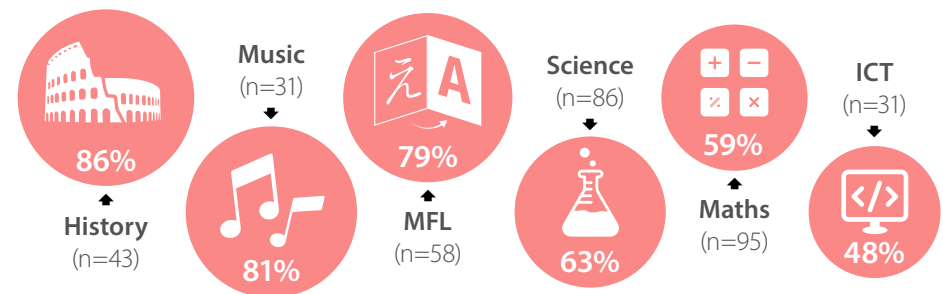 86%
History
(n=43)
Music
(n=31)
81%
え A
79%
MFL
(n=58)
Science
(n=86)
63%
+ −
٪ ×
59%
Maths
(n=95)
ICT
(n=31)
</>
48%